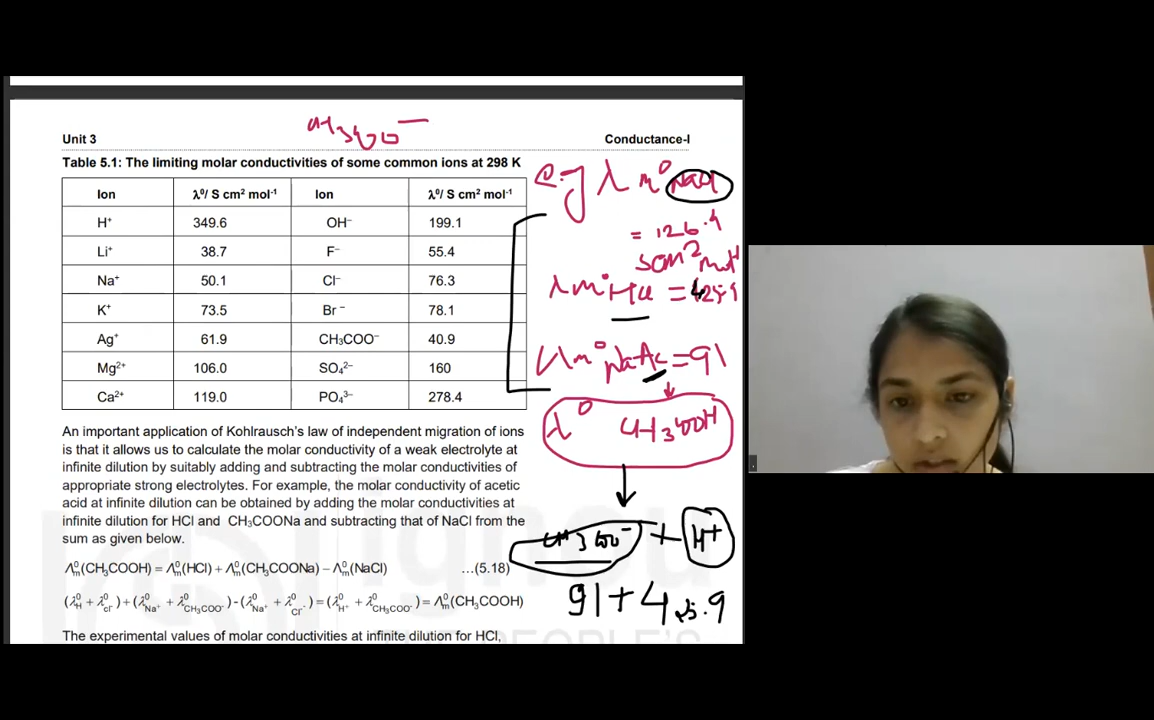 CH3COO⁻
Unit 3 Conductance-I
Table 5.1: The limiting molar conductivities of some common ions at 298 K
Ion λ⁰/ S cm² mol⁻¹ Ion λ⁰/ S cm² mol⁻¹
H⁺ 349.6 OH⁻ 199.1
Li⁺ 38.7 F⁻ 55.4
Na⁺ 50.1 Cl⁻ 76.3
K⁺ 73.5 Br⁻ 78.1
Ag⁺ 61.9 CH₃COO⁻ 40.9
Mg²⁺ 106.0 SO₄²⁻ 160
Ca²⁺ 119.0 PO₄³⁻ 278.4
An important application of Kohlrausch's law of independent migration of ions
is that it allows us to calculate the molar conductivity of a weak electrolyte at
infinite dilution by suitably adding and subtracting the molar conductivities of
appropriate strong electrolytes. For example, the molar conductivity of acetic
acid at infinite dilution can be obtained by adding the molar conductivities at
infinite dilution for HCl and CH₃COONa and subtracting that of NaCl from the
sum as given below.
Λ⁰m(CH₃COOH) = Λ⁰m(HCl) + Λ⁰m(CH₃COONa) – Λ⁰m(NaCl) ...(5.18)
(λ⁰H⁺ + λ⁰Cl⁻) + (λ⁰Na⁺ + λ⁰CH₃COO⁻) - (λ⁰Na⁺ + λ⁰Cl⁻) = (λ⁰H⁺ + λ⁰CH₃COO⁻) = Λ⁰m(CH₃COOH)
The experimental values of molar conductivities at infinite dilution for HCl,
e.g λm⁰ NaCl
= 126.4
Scm² mol⁻¹
λm⁰ HCl = 425.9
Λm⁰ NaAc = 91
λ⁰ CH3COOH
CH3COO⁻ + H⁺
91 + 425.9